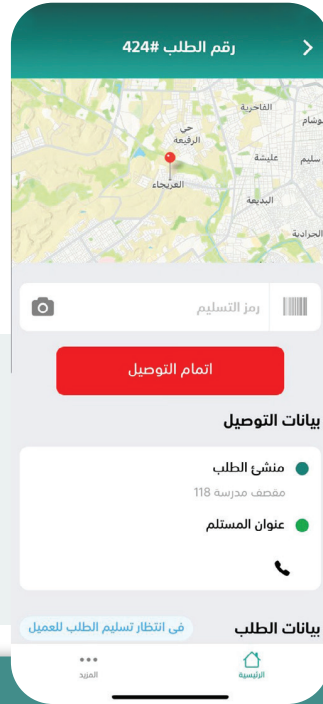 رقم الطلب #424
الفاخرية
وشام
حي
الرفيعة
عليشة
سليم
العريجاء
البديعة
الجرادية
رمز التسليم
اتمام التوصيل
بيانات التوصيل
منشئ الطلب
مقصف مدرسة 118
عنوان المستلم
بيانات الطلب
في انتظار تسليم الطلب للعميل
الرئيسية
المزيد